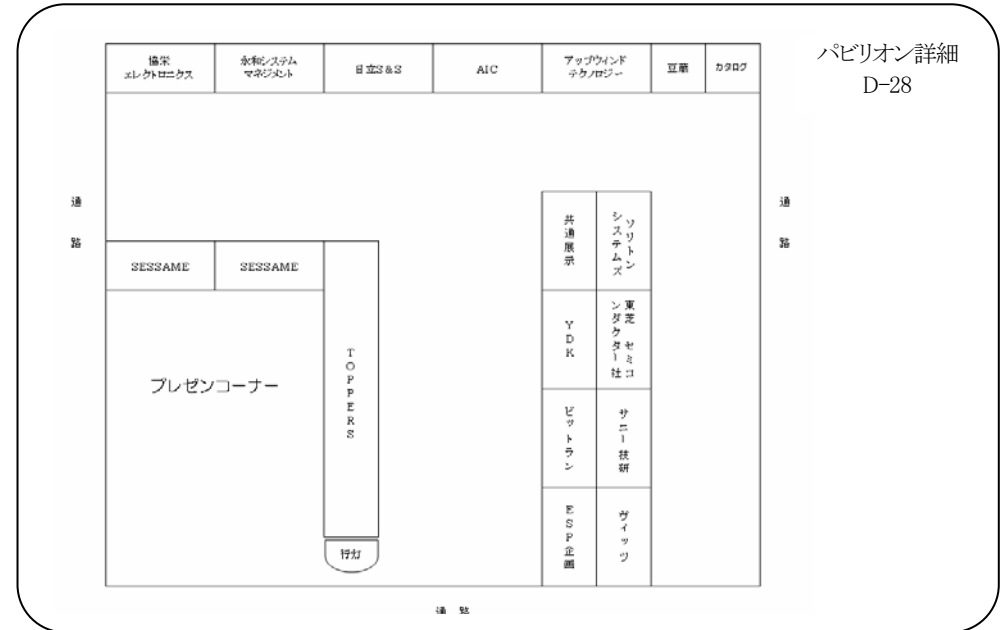 パビリオン詳細
D-28
協栄
エレクトロニクス
永和システム
マネジメント
日立S&S
AIC
アップウィンド
テクノロジー
豆蔵
カタログ
通路
通路
SESSAME
SESSAME
TOPPERS
プレゼンコーナー
行灯
共通展示
ソリトン
システムズ
YDK
東芝 セミコ
ンダクター社
ビットラン
サニー技研
ESP企画
ヴィッツ
通 路